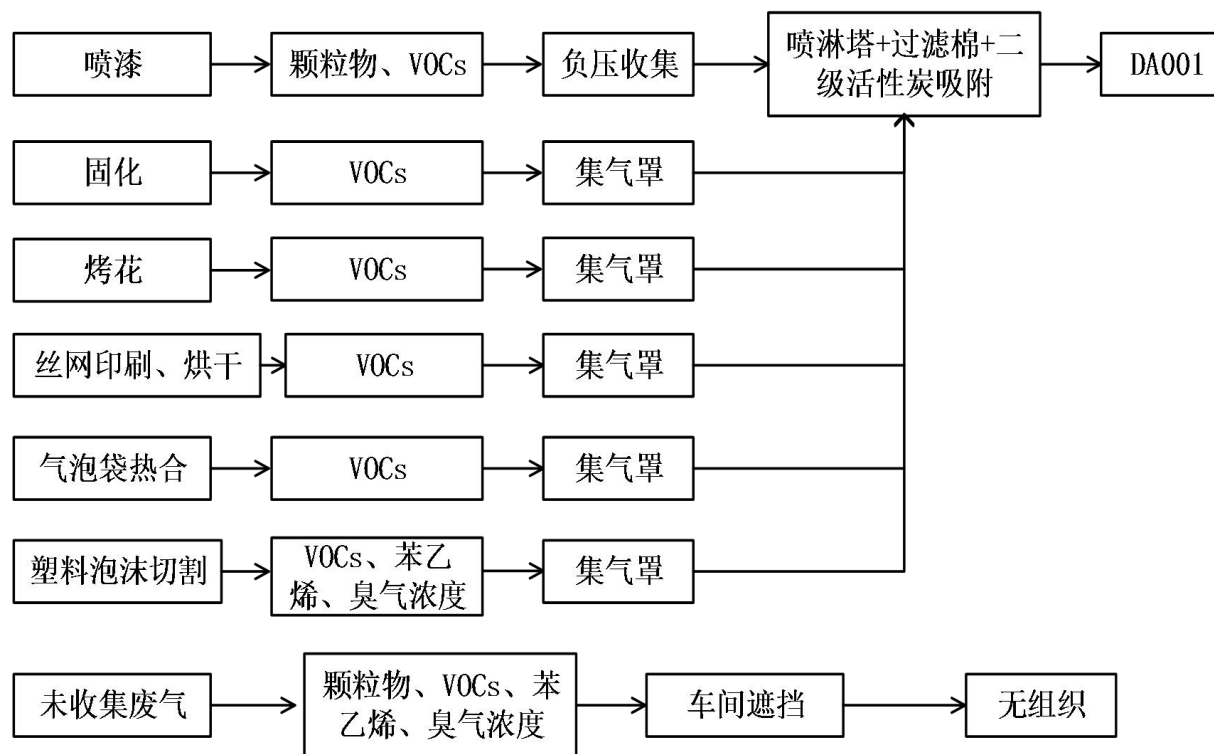 喷漆
颗粒物、VOCs
负压收集
喷淋塔+过滤棉+二
级活性炭吸附
DA001
固化
VOCs
集气罩
烤花
VOCs
集气罩
丝网印刷、烘干
VOCs
集气罩
气泡袋热合
VOCs
集气罩
塑料泡沫切割
VOCs、苯乙
烯、臭气浓度
集气罩
未收集废气
颗粒物、VOCs、苯
乙烯、臭气浓度
车间遮挡
无组织